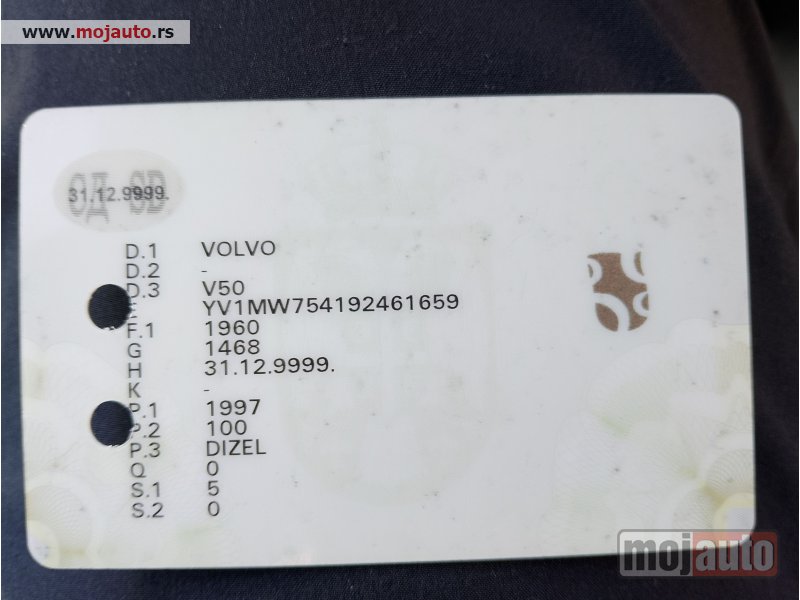 www.mojauto.rs
31.12.9999.
D.1 VOLVO
D.2 -
D.3 V50
YV1MW754192461659
F.1 1960
G 1468
H 31.12.9999.
K -
P.1 1997
P.2 100
P.3 DIZEL
Q 0
S.1 5
S.2 0
mojauto